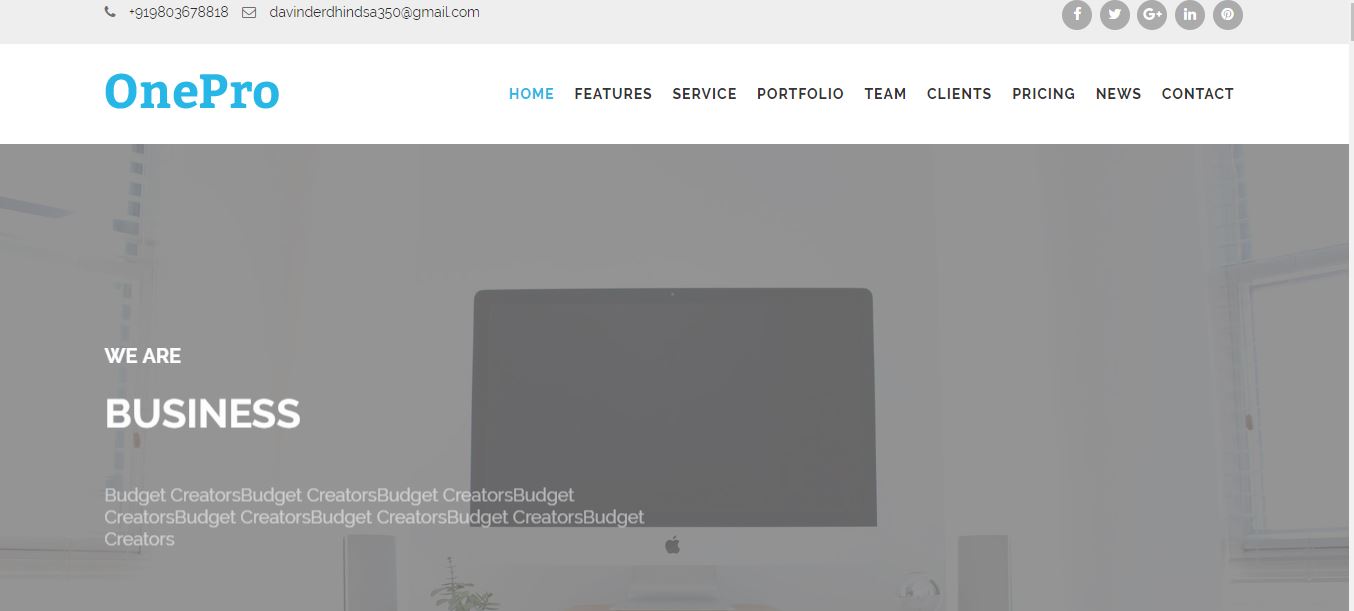 +919803678818 davinderdhindsa350@gmail.com
OnePro
HOME FEATURES SERVICE PORTFOLIO TEAM CLIENTS PRICING NEWS CONTACT
WE ARE
BUSINESS
Budget CreatorsBudget CreatorsBudget CreatorsBudget
CreatorsBudget CreatorsBudget CreatorsBudget CreatorsBudget
Creators